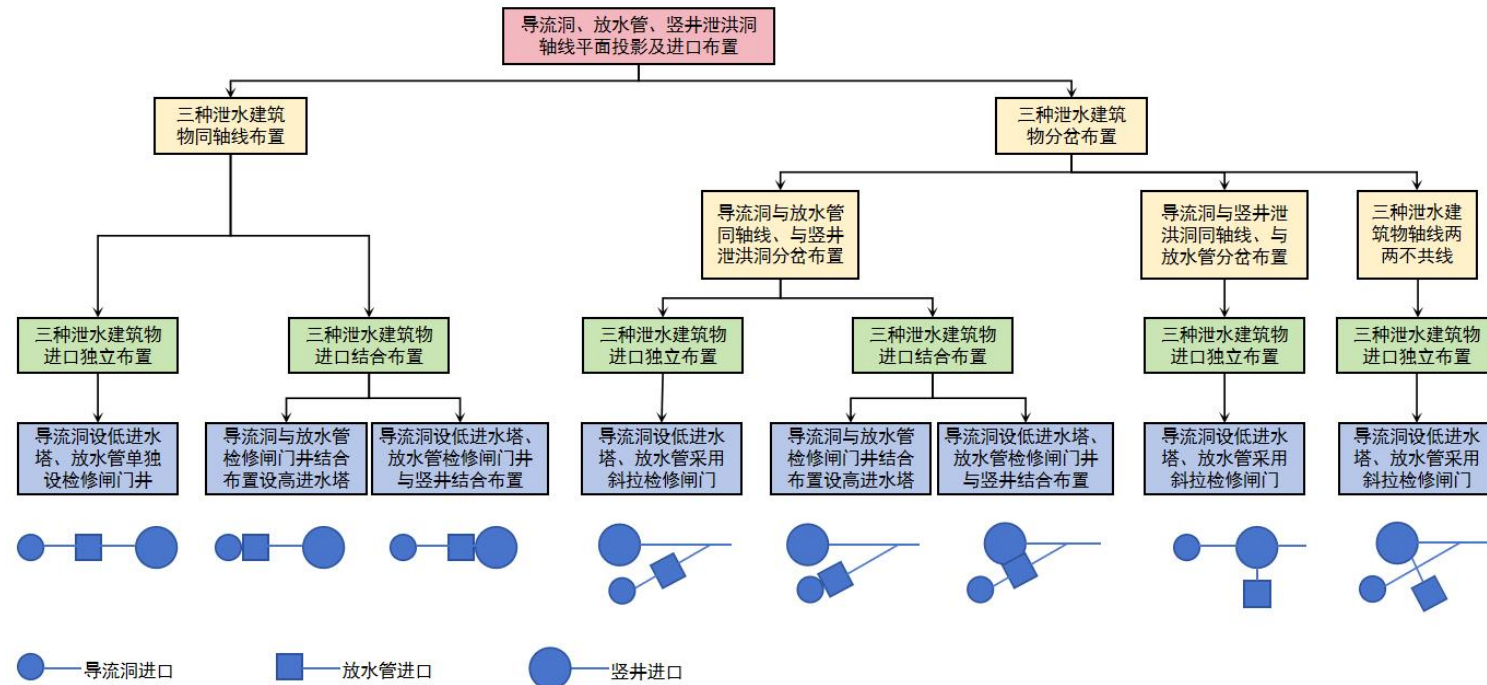 导流洞、放水管、竖井泄洪洞
轴线平面投影及进口布置
三种泄水建筑
物同轴线布置
三种泄水建筑
物分岔布置
导流洞与放水管
同轴线、与竖井
泄洪洞分岔布置
导流洞与竖井泄
洪洞同轴线、与
放水管分岔布置
三种泄水建
筑物轴线两
两不共线
三种泄水建筑物
进口独立布置
三种泄水建筑物
进口结合布置
三种泄水建筑物
进口独立布置
三种泄水建筑物
进口结合布置
三种泄水建筑物
进口独立布置
三种泄水建筑物
进口独立布置
导流洞设低进水
塔、放水管单独
设检修闸门井
导流洞与放水管
检修闸门井结合
布置设高进水塔
导流洞设低进水塔、
放水管检修闸门井
与竖井结合布置
导流洞设低进水
塔、放水管采用
斜拉检修闸门
导流洞与放水管
检修闸门井结合
布置设高进水塔
导流洞设低进水塔、
放水管检修闸门井
与竖井结合布置
导流洞设低进水
塔、放水管采用
斜拉检修闸门
导流洞设低进水
塔、放水管采用
斜拉检修闸门
导流洞进口
放水管进口
竖井进口